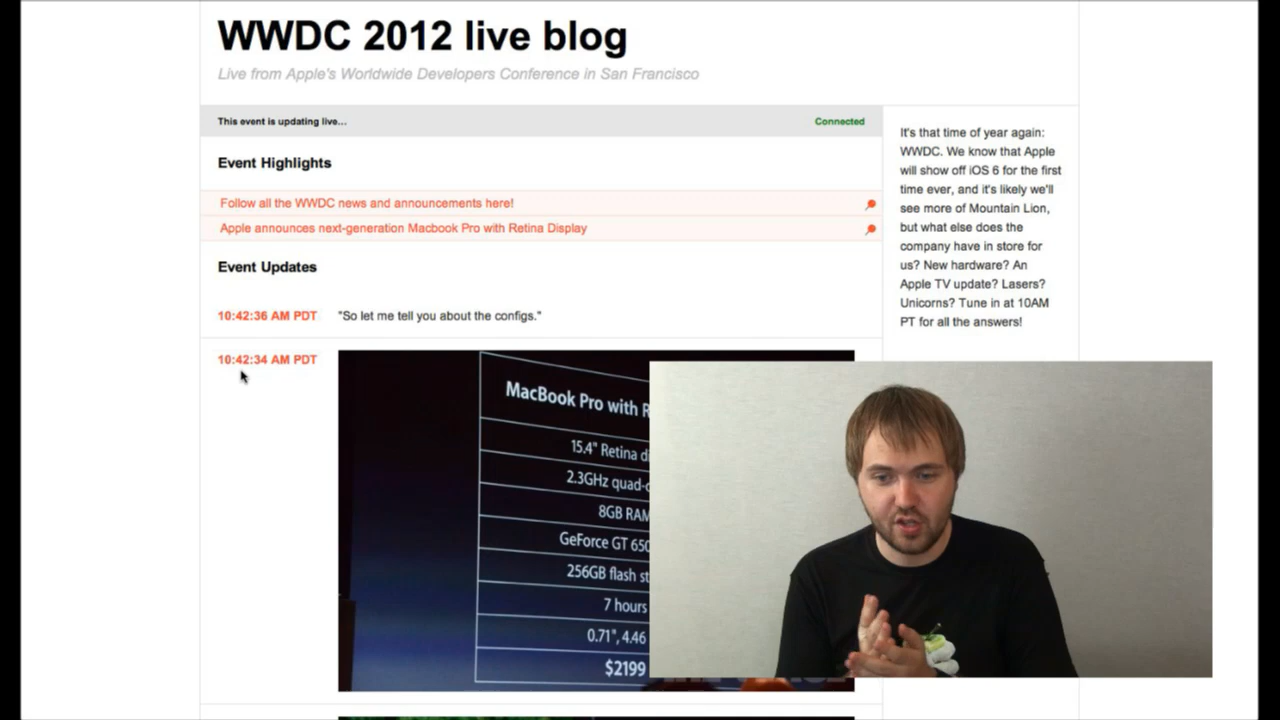 WWDC 2012 live blog
Live from Apple's Worldwide Developers Conference in San Francisco
This event is updating live...
Connected
Event Highlights
Follow all the WWDC news and announcements here!
Apple announces next-generation Macbook Pro with Retina Display
Event Updates
10:42:36 AM PDT
"So let me tell you about the configs."
10:42:34 AM PDT
MacBook Pro with R
15.4" Retina di
2.3GHz quad-c
8GB RAM
GeForce GT 650
256GB flash st
7 hours
0.71", 4.46
$2199
It's that time of year again:
WWDC. We know that Apple
will show off iOS 6 for the first
time ever, and it's likely we'll
see more of Mountain Lion,
but what else does the
company have in store for
us? New hardware? An
Apple TV update? Lasers?
Unicorns? Tune in at 10AM
PT for all the answers!